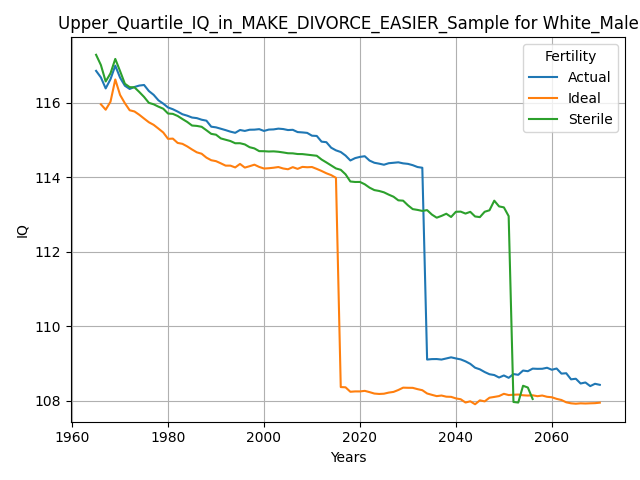 Upper_Quartile_IQ_in_MAKE_DIVORCE_EASIER_Sample for White_Male
Fertility
Actual
Ideal
Sterile
116
114
112
110
108
IQ
1960
1980
2000
2020
2040
2060
Years